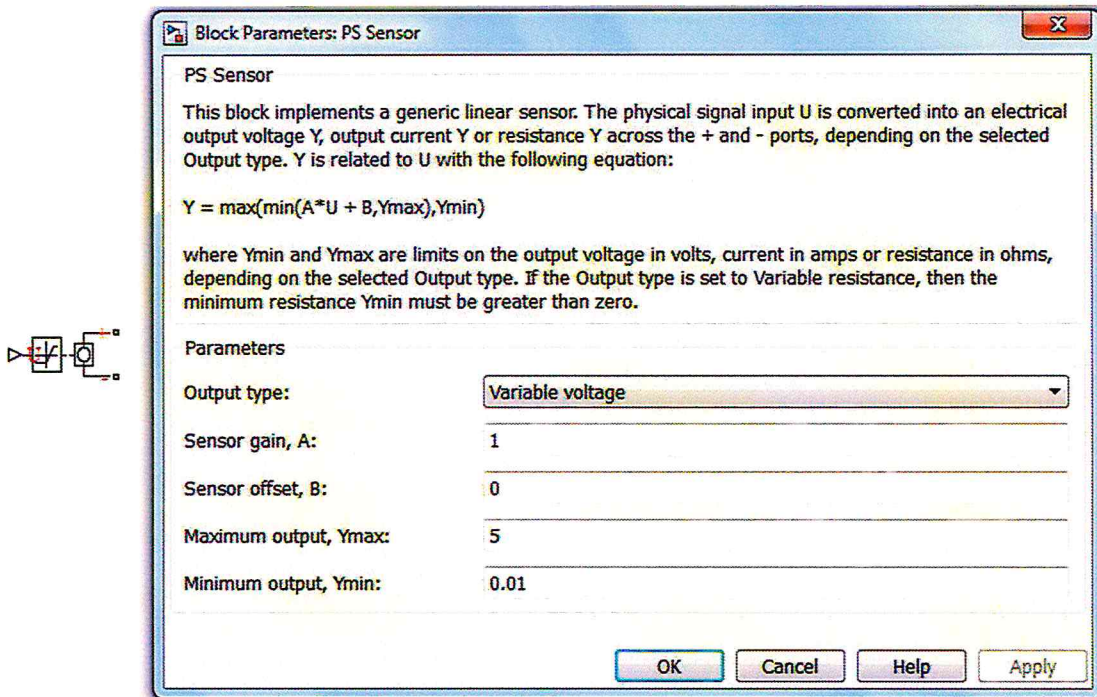 Block Parameters: PS Sensor
PS Sensor
This block implements a generic linear sensor. The physical signal input U is converted into an electrical
output voltage Y, output current Y or resistance Y across the + and - ports, depending on the selected
Output type. Y is related to U with the following equation:
Y = max(min(A*U + B,Ymax),Ymin)
where Ymin and Ymax are limits on the output voltage in volts, current in amps or resistance in ohms,
depending on the selected Output type. If the Output type is set to Variable resistance, then the
minimum resistance Ymin must be greater than zero.
Parameters
Output type: Variable voltage
Sensor gain, A: 1
Sensor offset, B: 0
Maximum output, Ymax: 5
Minimum output, Ymin: 0.01
OK Cancel Help Apply